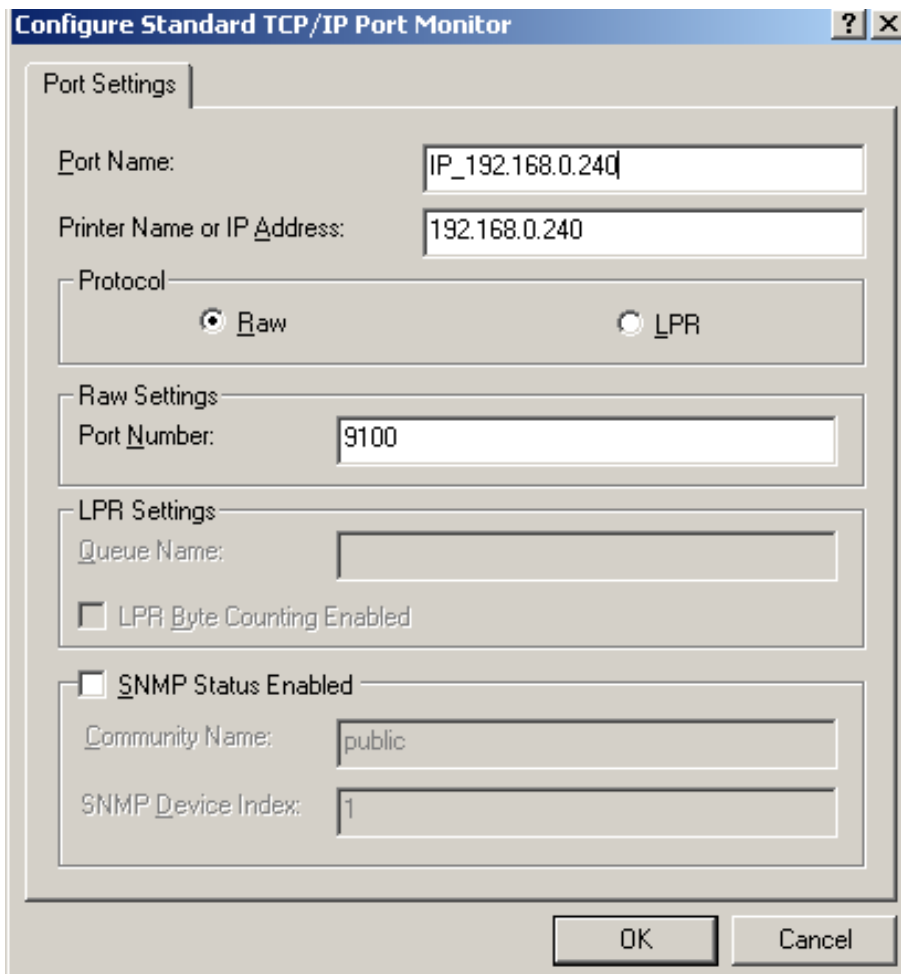 Configure Standard TCP/IP Port Monitor
Port Settings
Port Name: IP_192.168.0.240
Printer Name or IP Address: 192.168.0.240
Protocol
Raw LPR
Raw Settings
Port Number: 9100
LPR Settings
Queue Name:
LPR Byte Counting Enabled
SNMP Status Enabled
Community Name: public
SNMP Device Index: 1
OK Cancel